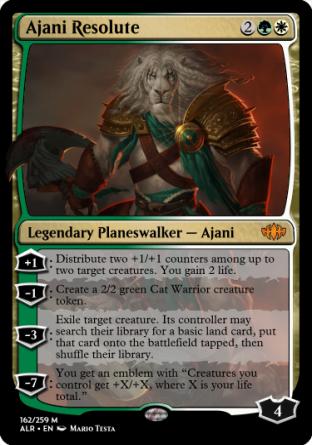 Ajani Resolute 2
Legendary Planeswalker — Ajani
+1: Distribute two +1/+1 counters among up to
two target creatures. You gain 2 life.
-1: Create a 2/2 green Cat Warrior creature
token.
-3: Exile target creature. Its controller may
search their library for a basic land card, put
that card onto the battlefield tapped, then
shuffle their library.
-7: You get an emblem with “Creatures you
control get +X/+X, where X is your life
total.”
4
162/259 M
ALR • EN Mario Testa